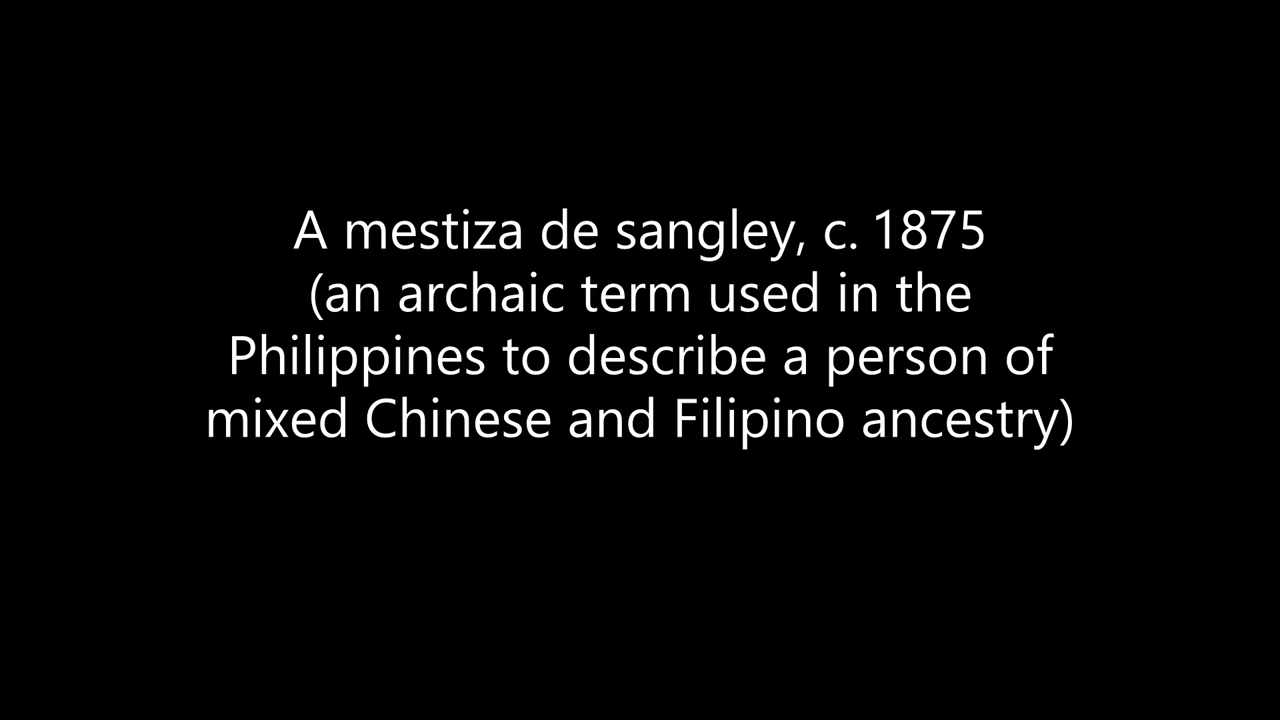 A mestiza de sangley, c. 1875
(an archaic term used in the
Philippines to describe a person of
mixed Chinese and Filipino ancestry)